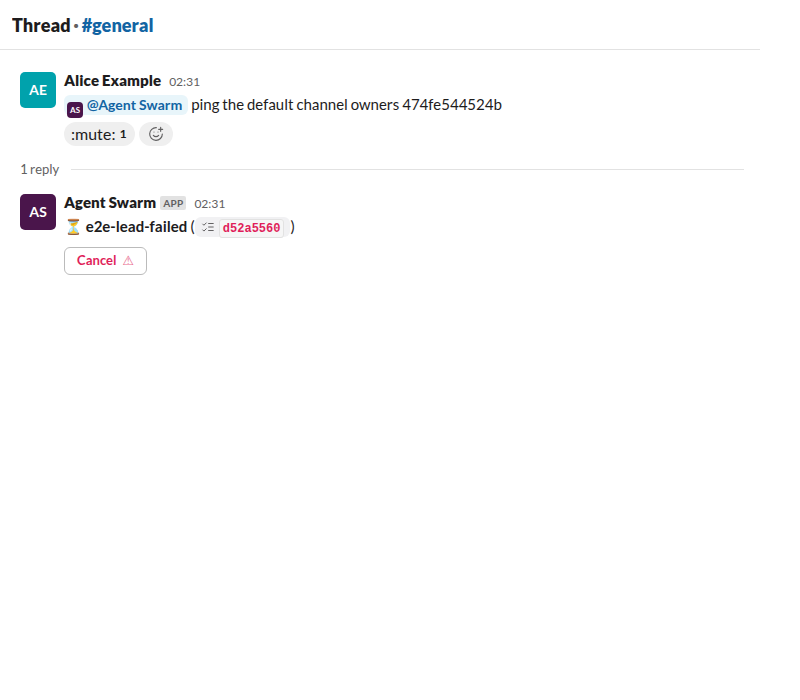 Thread • #general
AE
Alice Example 02:31
AS @Agent Swarm ping the default channel owners 474fe544524b
:mute: 1
1 reply
AS
Agent Swarm APP 02:31
⏳ e2e-lead-failed ( d52a5560 )
Cancel ⚠